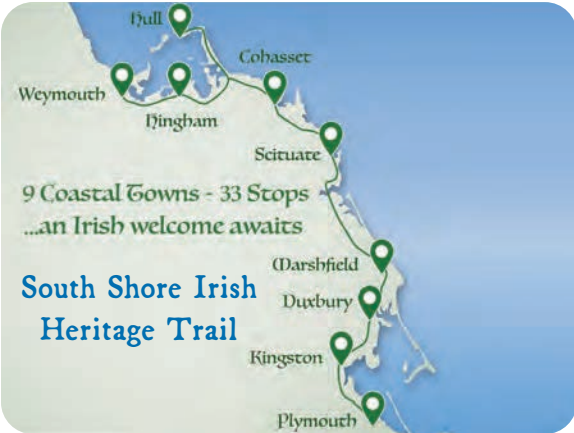 Hull
Cohasset
Weymouth
Hingham
Scituate
9 Coastal Towns - 33 Stops
...an Irish welcome awaits
Marshfield
South Shore Irish
Heritage Trail
Duxbury
Kingston
Plymouth